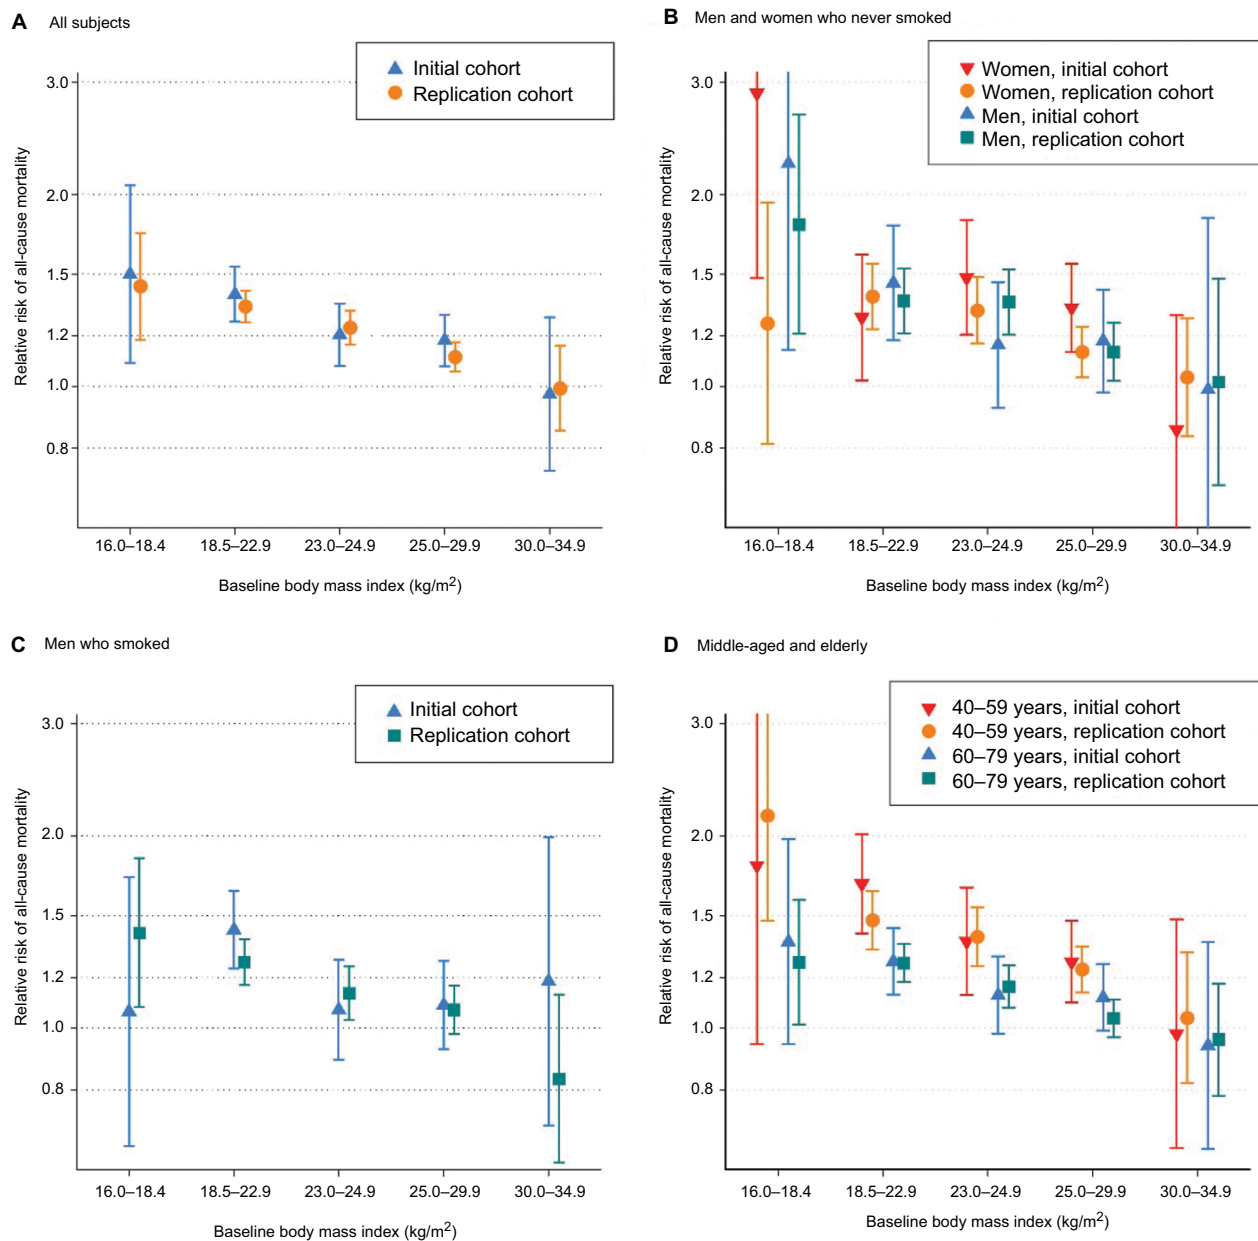 A All subjects
Initial cohort
Replication cohort
Relative risk of all-cause mortality
3.0
2.0
1.5
1.2
1.0
0.8
16.0–18.4 18.5–22.9 23.0–24.9 25.0–29.9 30.0–34.9
Baseline body mass index (kg/m²)
B Men and women who never smoked
Women, initial cohort
Women, replication cohort
Men, initial cohort
Men, replication cohort
Relative risk of all-cause mortality
3.0
2.0
1.5
1.2
1.0
0.8
16.0–18.4 18.5–22.9 23.0–24.9 25.0–29.9 30.0–34.9
Baseline body mass index (kg/m²)
C Men who smoked
Initial cohort
Replication cohort
Relative risk of all-cause mortality
3.0
2.0
1.5
1.2
1.0
0.8
16.0–18.4 18.5–22.9 23.0–24.9 25.0–29.9 30.0–34.9
Baseline body mass index (kg/m²)
D Middle-aged and elderly
40–59 years, initial cohort
40–59 years, replication cohort
60–79 years, initial cohort
60–79 years, replication cohort
Relative risk of all-cause mortality
3.0
2.0
1.5
1.2
1.0
0.8
16.0–18.4 18.5–22.9 23.0–24.9 25.0–29.9 30.0–34.9
Baseline body mass index (kg/m²)